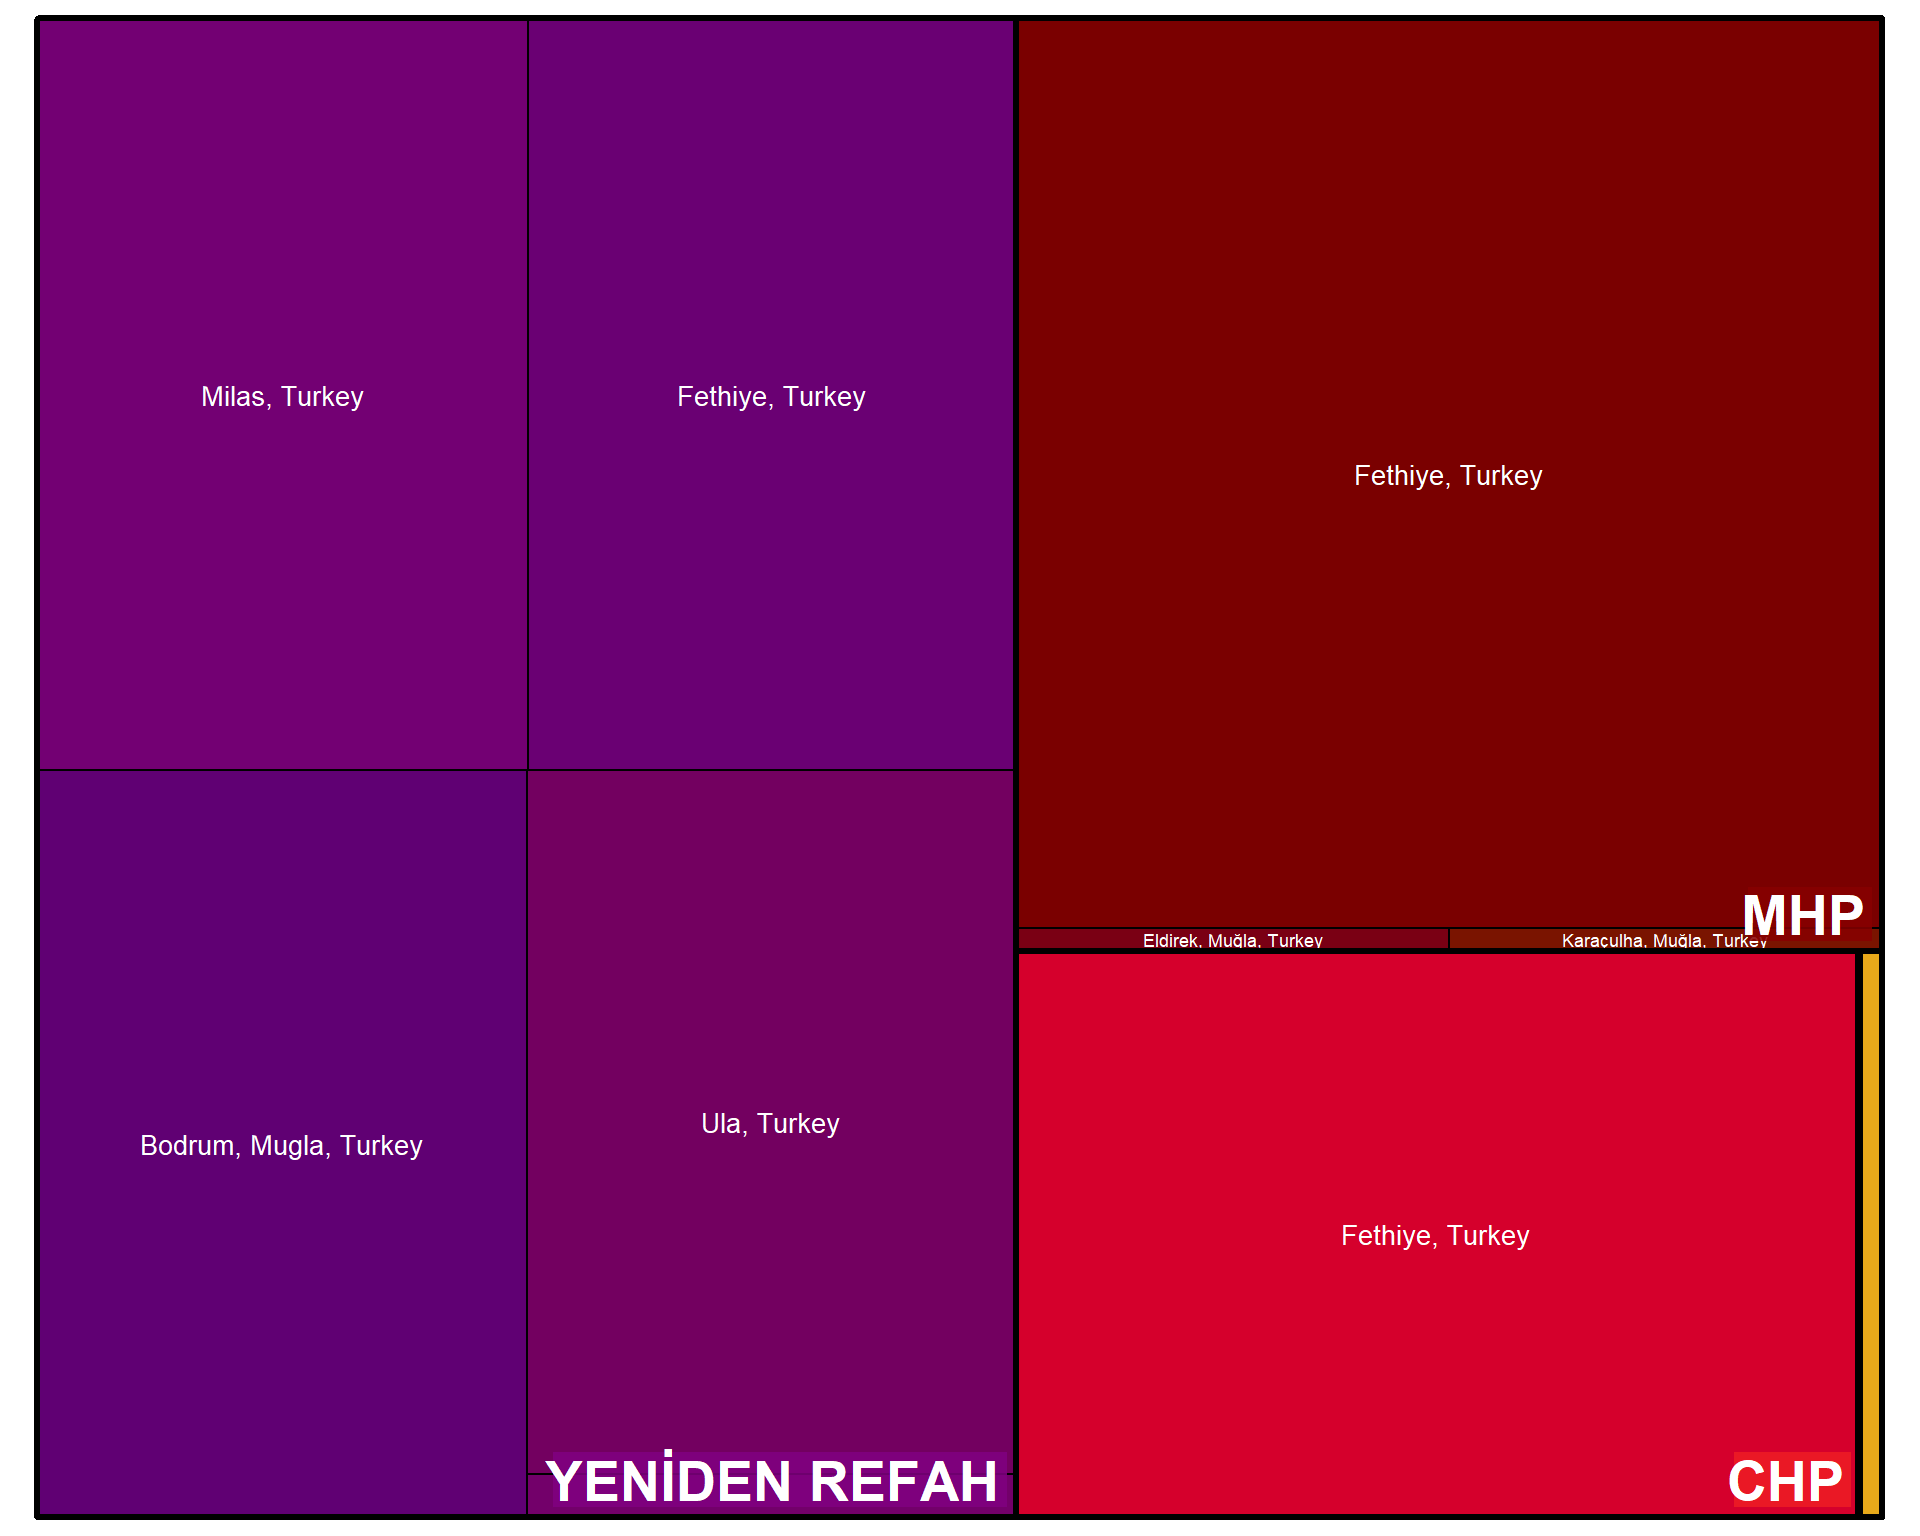 Milas, Turkey
Fethiye, Turkey
Bodrum, Mugla, Turkey
Ula, Turkey
YENİDEN REFAH
Fethiye, Turkey
MHP
Eldirek, Muğla, Turkey
Karaçulha, Muğla, Turkey
Fethiye, Turkey
CHP